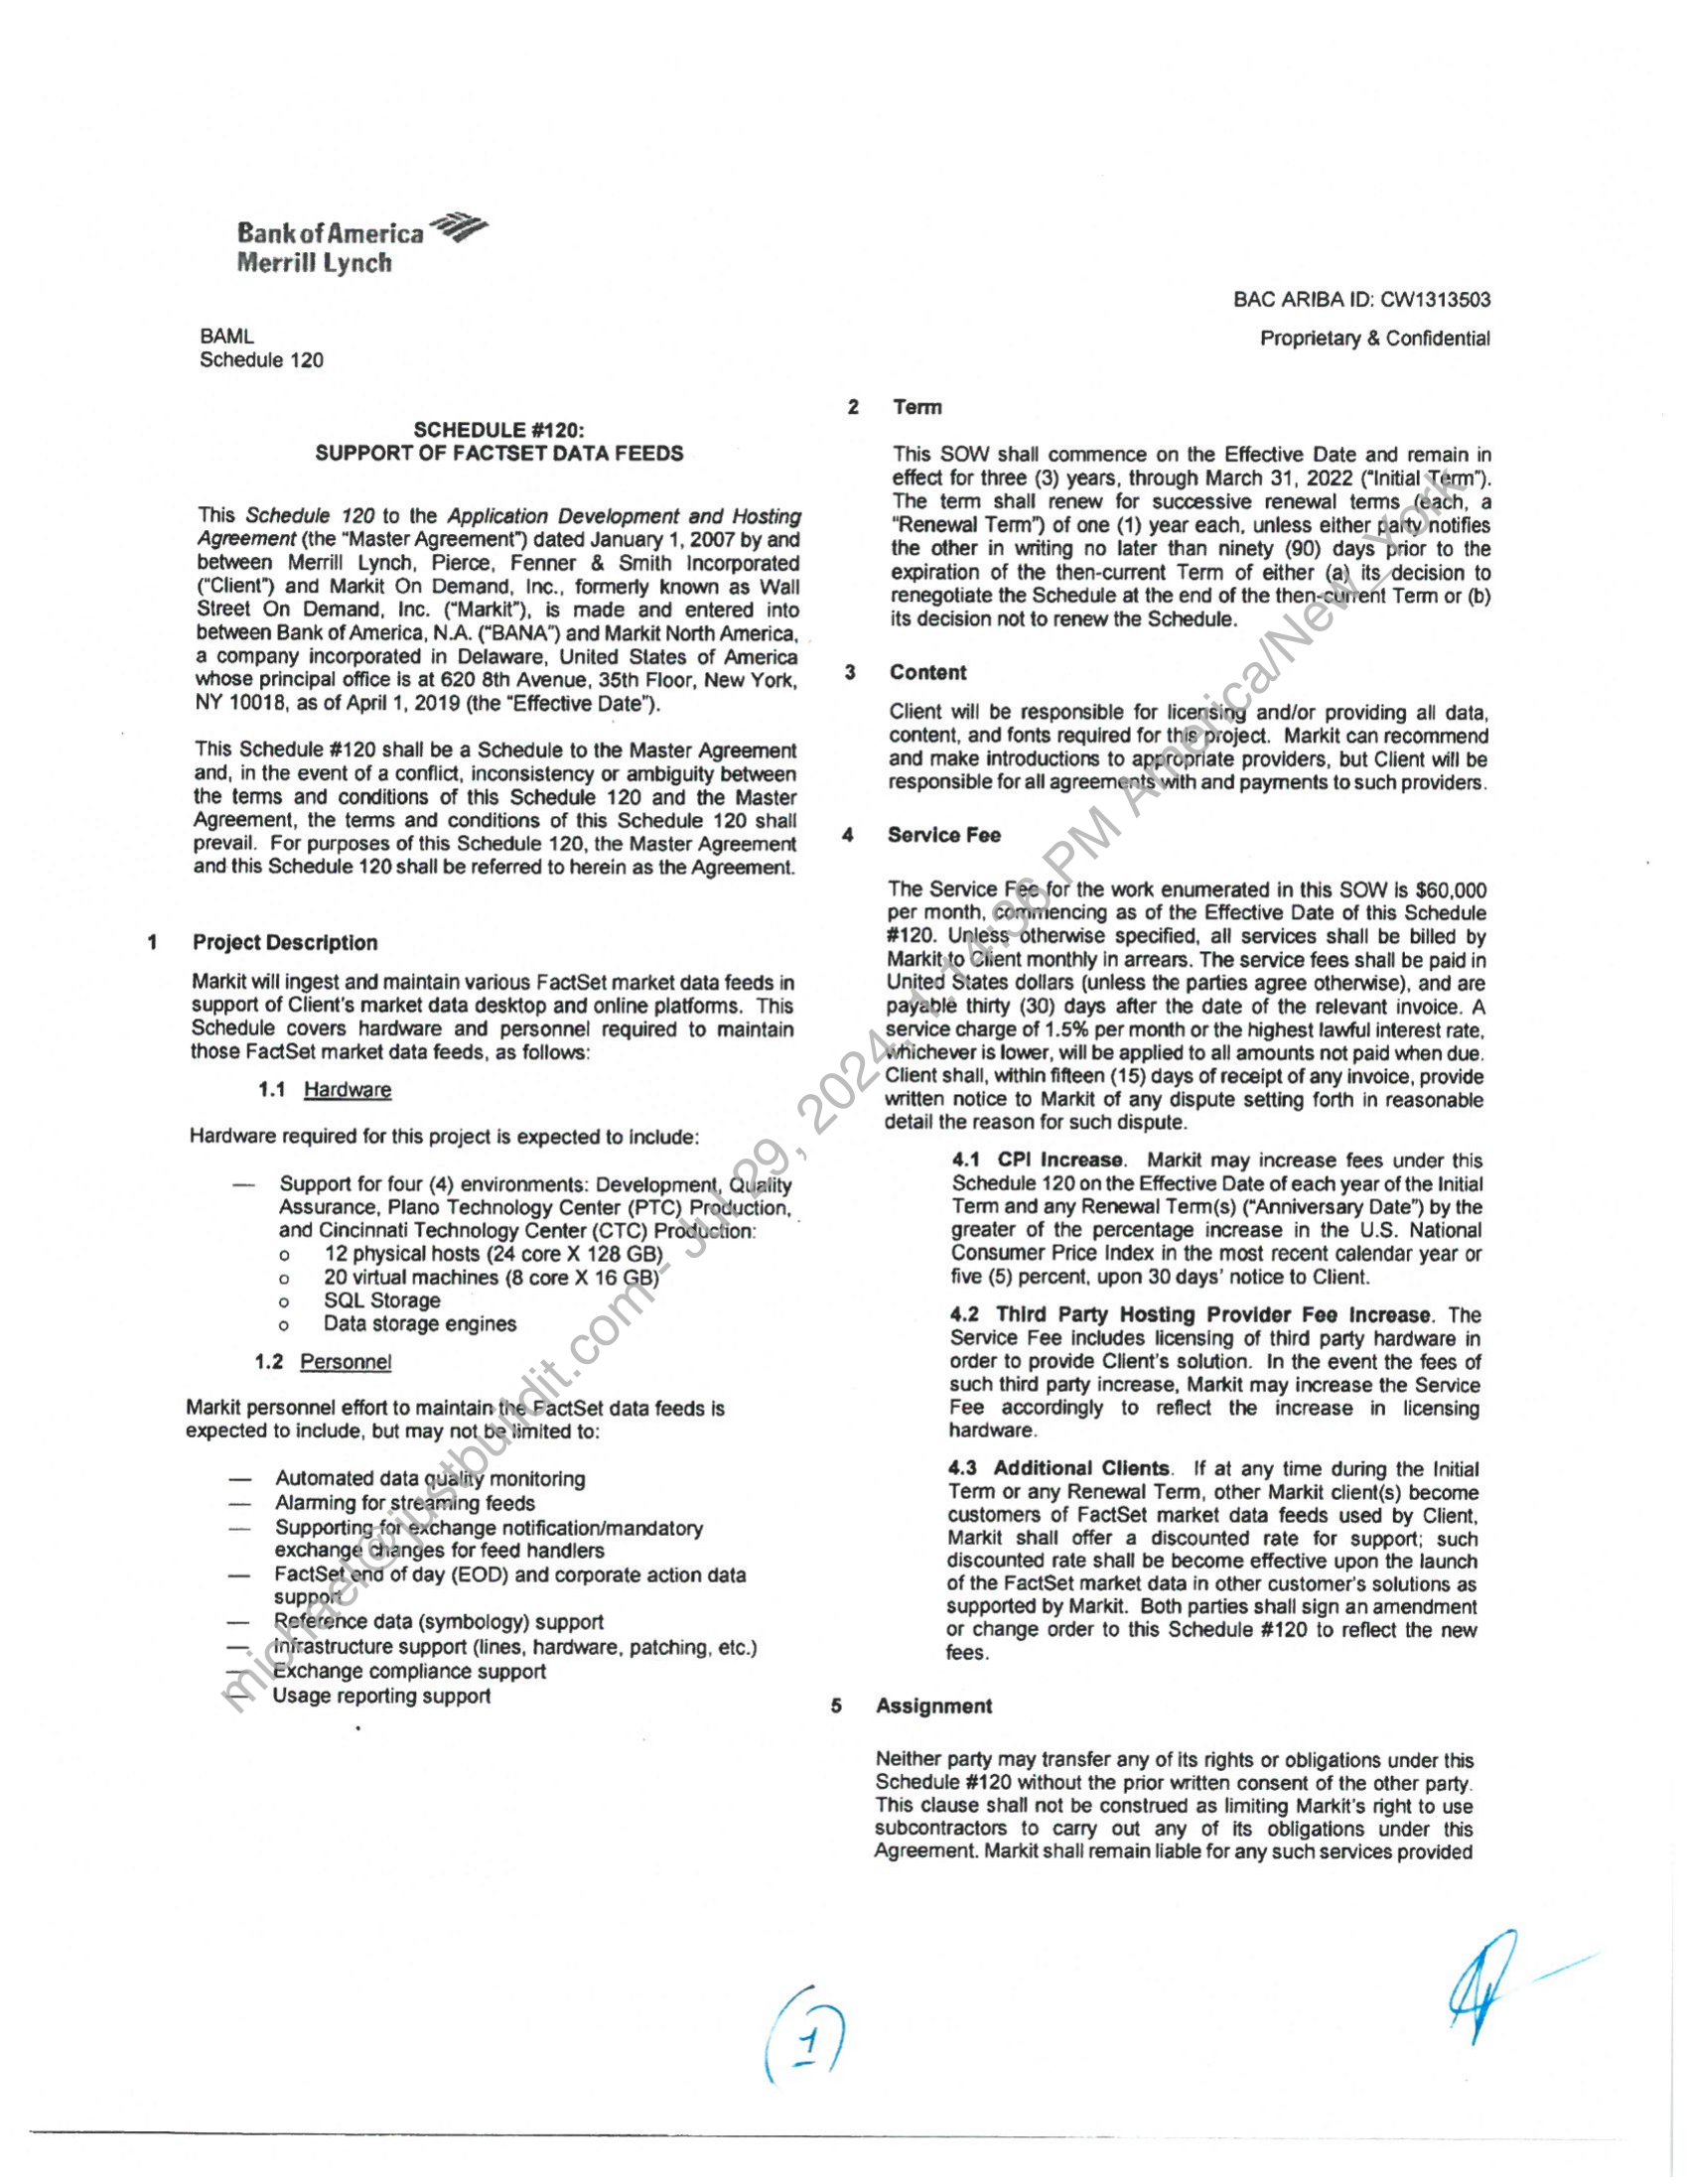 Bank of America
Merrill Lynch
BAC ARIBA ID: CW1313503
Proprietary & Confidential
BAML
Schedule 120
SCHEDULE #120:
SUPPORT OF FACTSET DATA FEEDS
This Schedule 120 to the Application Development and Hosting
Agreement (the “Master Agreement”) dated January 1, 2007 by and
between Merrill Lynch, Pierce, Fenner & Smith Incorporated
(“Client”) and Markit On Demand, Inc., formerly known as Wall
Street On Demand, Inc. (“Markit”), is made and entered into
between Bank of America, N.A. (“BANA”) and Markit North America,
a company incorporated in Delaware, United States of America
whose principal office is at 620 8th Avenue, 35th Floor, New York,
NY 10018, as of April 1, 2019 (the “Effective Date”).
This Schedule #120 shall be a Schedule to the Master Agreement
and, in the event of a conflict, inconsistency or ambiguity between
the terms and conditions of this Schedule 120 and the Master
Agreement, the terms and conditions of this Schedule 120 shall
prevail. For purposes of this Schedule 120, the Master Agreement
and this Schedule 120 shall be referred to herein as the Agreement.
1 Project Description
Markit will ingest and maintain various FactSet market data feeds in
support of Client's market data desktop and online platforms. This
Schedule covers hardware and personnel required to maintain
those FactSet market data feeds, as follows:
1.1 Hardware
Hardware required for this project is expected to include:
— Support for four (4) environments: Development, Quality
Assurance, Plano Technology Center (PTC) Production,
and Cincinnati Technology Center (CTC) Production:
o 12 physical hosts (24 core X 128 GB)
o 20 virtual machines (8 core X 16 GB)
o SQL Storage
o Data storage engines
1.2 Personnel
Markit personnel effort to maintain the FactSet data feeds is
expected to include, but may not be limited to:
— Automated data quality monitoring
— Alarming for streaming feeds
— Supporting for exchange notification/mandatory
exchange changes for feed handlers
— FactSet end of day (EOD) and corporate action data
support
— Reference data (symbology) support
— Infrastructure support (lines, hardware, patching, etc.)
— Exchange compliance support
— Usage reporting support
2 Term
This SOW shall commence on the Effective Date and remain in
effect for three (3) years, through March 31, 2022 (“Initial Term”).
The term shall renew for successive renewal terms (each, a
“Renewal Term”) of one (1) year each, unless either party notifies
the other in writing no later than ninety (90) days prior to the
expiration of the then-current Term of either (a) its decision to
renegotiate the Schedule at the end of the then-current Term or (b)
its decision not to renew the Schedule.
3 Content
Client will be responsible for licensing and/or providing all data,
content, and fonts required for this project. Markit can recommend
and make introductions to appropriate providers, but Client will be
responsible for all agreements with and payments to such providers.
4 Service Fee
The Service Fee for the work enumerated in this SOW is $60,000
per month, commencing as of the Effective Date of this Schedule
#120. Unless otherwise specified, all services shall be billed by
Markit to Client monthly in arrears. The service fees shall be paid in
United States dollars (unless the parties agree otherwise), and are
payable thirty (30) days after the date of the relevant invoice. A
service charge of 1.5% per month or the highest lawful interest rate,
whichever is lower, will be applied to all amounts not paid when due.
Client shall, within fifteen (15) days of receipt of any invoice, provide
written notice to Markit of any dispute setting forth in reasonable
detail the reason for such dispute.
4.1 CPI Increase. Markit may increase fees under this
Schedule 120 on the Effective Date of each year of the Initial
Term and any Renewal Term(s) (“Anniversary Date”) by the
greater of the percentage increase in the U.S. National
Consumer Price Index in the most recent calendar year or
five (5) percent, upon 30 days' notice to Client.
4.2 Third Party Hosting Provider Fee Increase. The
Service Fee includes licensing of third party hardware in
order to provide Client's solution. In the event the fees of
such third party increase, Markit may increase the Service
Fee accordingly to reflect the increase in licensing
hardware.
4.3 Additional Clients. If at any time during the Initial
Term or any Renewal Term, other Markit client(s) become
customers of FactSet market data feeds used by Client,
Markit shall offer a discounted rate for support; such
discounted rate shall be become effective upon the launch
of the FactSet market data in other customer's solutions as
supported by Markit. Both parties shall sign an amendment
or change order to this Schedule #120 to reflect the new
fees.
5 Assignment
Neither party may transfer any of its rights or obligations under this
Schedule #120 without the prior written consent of the other party.
This clause shall not be construed as limiting Markit's right to use
subcontractors to carry out any of its obligations under this
Agreement. Markit shall remain liable for any such services provided
(1)
michael@justbuildit.com - Jul 29, 2024, 1:14:36 PM America/New_York